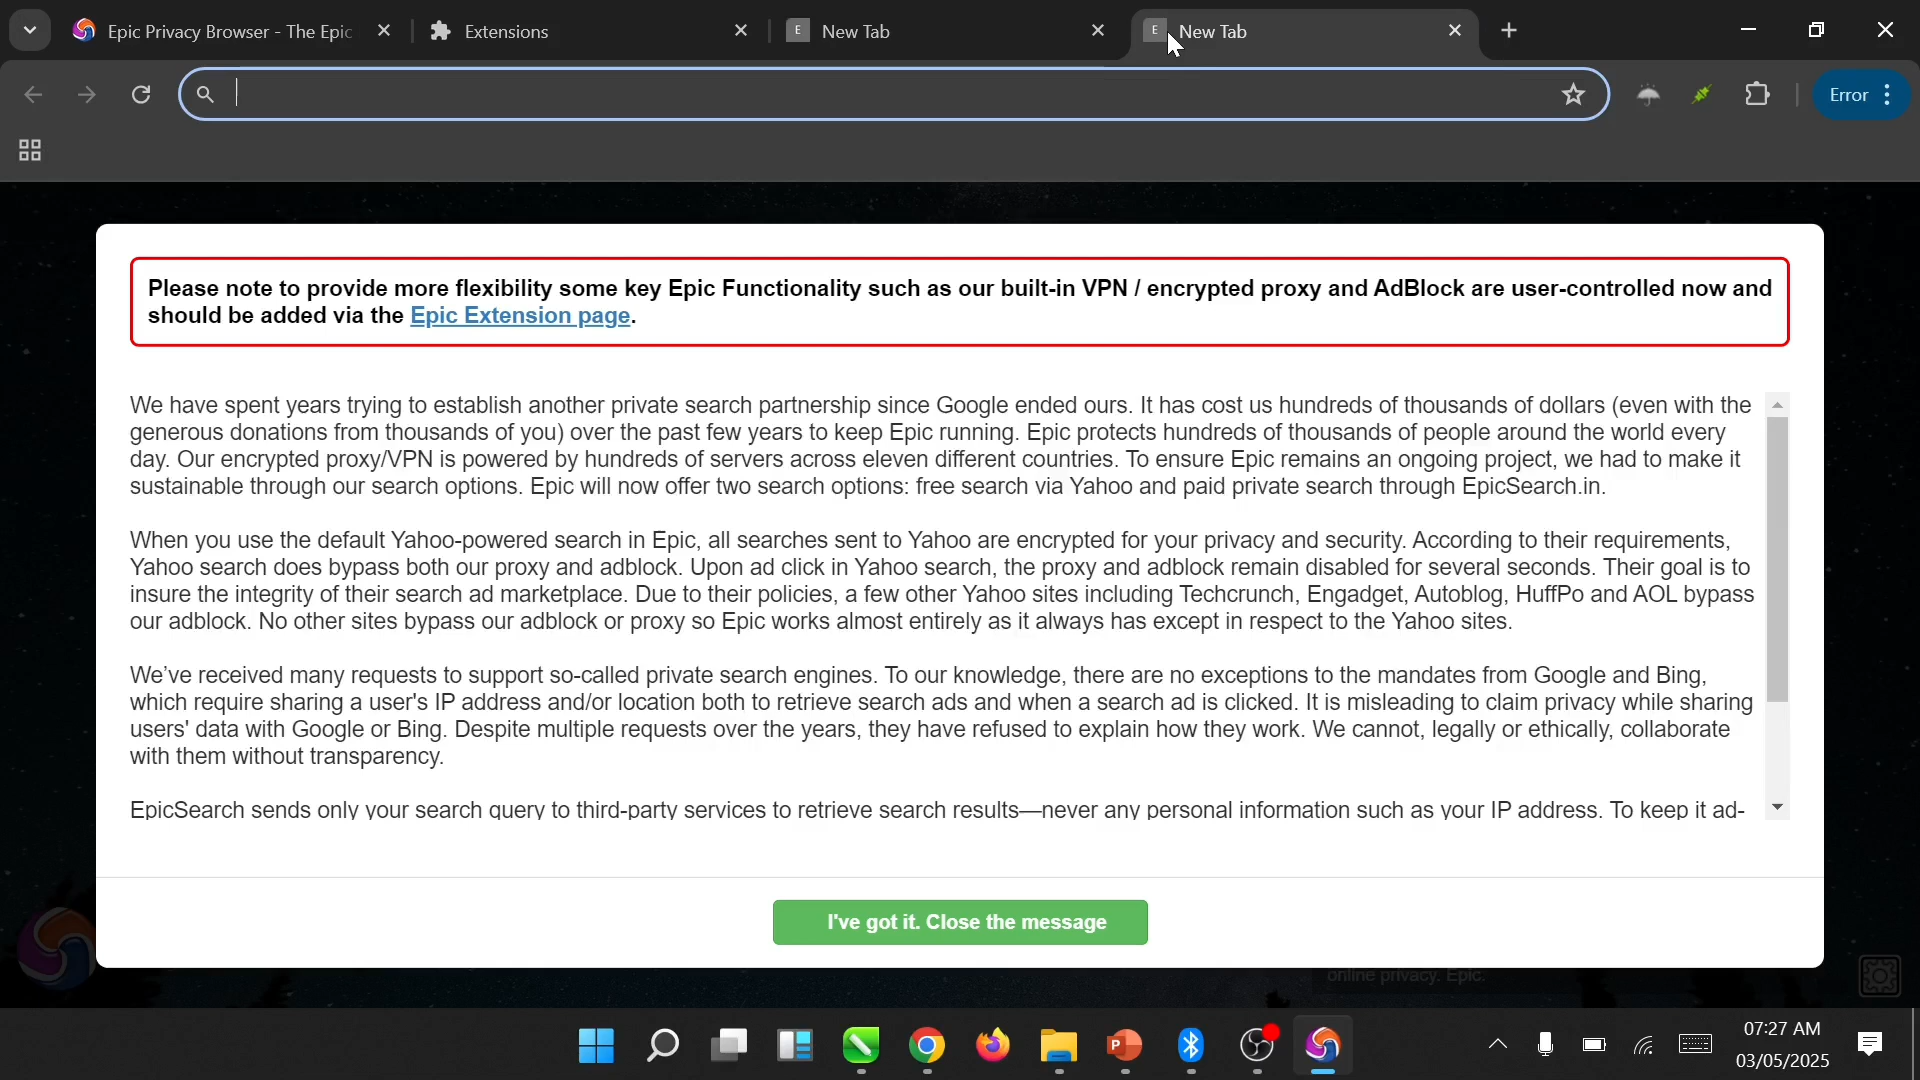 Epic Privacy Browser - The Epic
Extensions
New Tab
New Tab
Error
Please note to provide more flexibility some key Epic Functionality such as our built-in VPN / encrypted proxy and AdBlock are user-controlled now and
should be added via the Epic Extension page.
We have spent years trying to establish another private search partnership since Google ended ours. It has cost us hundreds of thousands of dollars (even with the
generous donations from thousands of you) over the past few years to keep Epic running. Epic protects hundreds of thousands of people around the world every
day. Our encrypted proxy/VPN is powered by hundreds of servers across eleven different countries. To ensure Epic remains an ongoing project, we had to make it
sustainable through our search options. Epic will now offer two search options: free search via Yahoo and paid private search through EpicSearch.in.
When you use the default Yahoo-powered search in Epic, all searches sent to Yahoo are encrypted for your privacy and security. According to their requirements,
Yahoo search does bypass both our proxy and adblock. Upon ad click in Yahoo search, the proxy and adblock remain disabled for several seconds. Their goal is to
insure the integrity of their search ad marketplace. Due to their policies, a few other Yahoo sites including Techcrunch, Engadget, Autoblog, HuffPo and AOL bypass
our adblock. No other sites bypass our adblock or proxy so Epic works almost entirely as it always has except in respect to the Yahoo sites.
We've received many requests to support so-called private search engines. To our knowledge, there are no exceptions to the mandates from Google and Bing,
which require sharing a user's IP address and/or location both to retrieve search ads and when a search ad is clicked. It is misleading to claim privacy while sharing
users' data with Google or Bing. Despite multiple requests over the years, they have refused to explain how they work. We cannot, legally or ethically, collaborate
with them without transparency.
EpicSearch sends only your search query to third-party services to retrieve search results—never any personal information such as your IP address. To keep it ad-
I've got it. Close the message
online privacy. Epic.
07:27 AM
03/05/2025